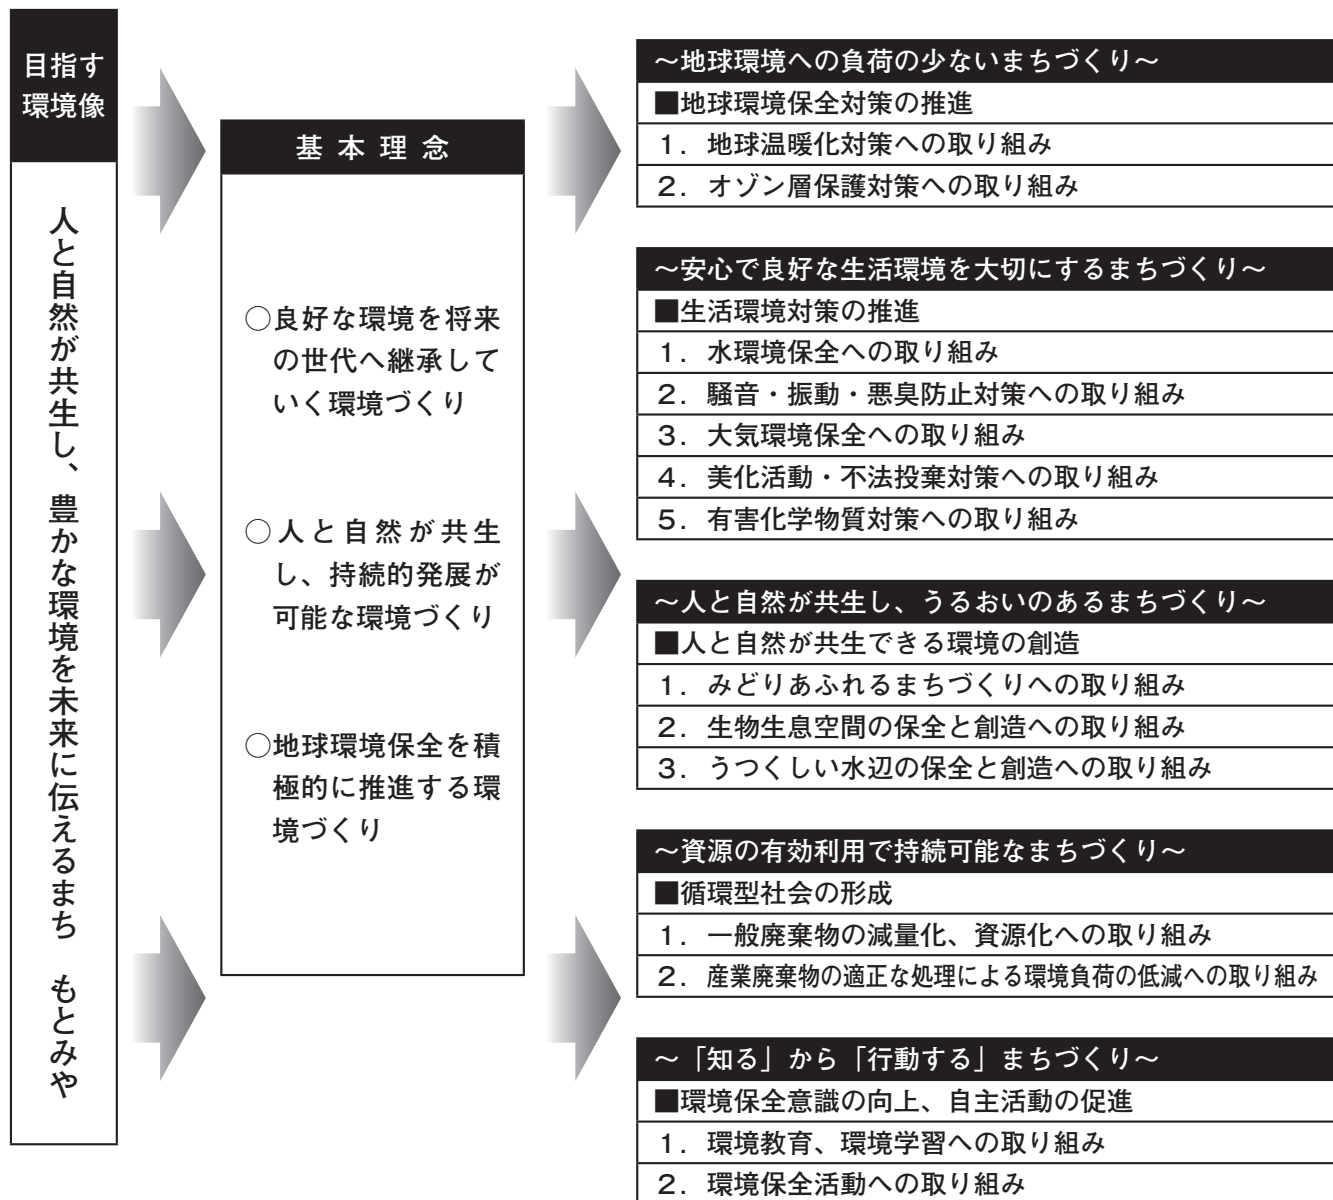 目指す
環境像
人と自然が共生し、豊かな環境を未来に伝えるまち　もとみや
基本理念
○良好な環境を将来
の世代へ継承して
いく環境づくり
○人と自然が共生
し、持続的発展が
可能な環境づくり
○地球環境保全を積
極的に推進する環
境づくり
～地球環境への負荷の少ないまちづくり～
■地球環境保全対策の推進
１．地球温暖化対策への取り組み
２．オゾン層保護対策への取り組み
～安心で良好な生活環境を大切にするまちづくり～
■生活環境対策の推進
１．水環境保全への取り組み
２．騒音・振動・悪臭防止対策への取り組み
３．大気環境保全への取り組み
４．美化活動・不法投棄対策への取り組み
５．有害化学物質対策への取り組み
～人と自然が共生し、うるおいのあるまちづくり～
■人と自然が共生できる環境の創造
１．みどりあふれるまちづくりへの取り組み
２．生物生息空間の保全と創造への取り組み
３．うつくしい水辺の保全と創造への取り組み
～資源の有効利用で持続可能なまちづくり～
■循環型社会の形成
１．一般廃棄物の減量化、資源化への取り組み
２．産業廃棄物の適正な処理による環境負荷の低減への取り組み
～「知る」から「行動する」まちづくり～
■環境保全意識の向上、自主活動の促進
１．環境教育、環境学習への取り組み
２．環境保全活動への取り組み